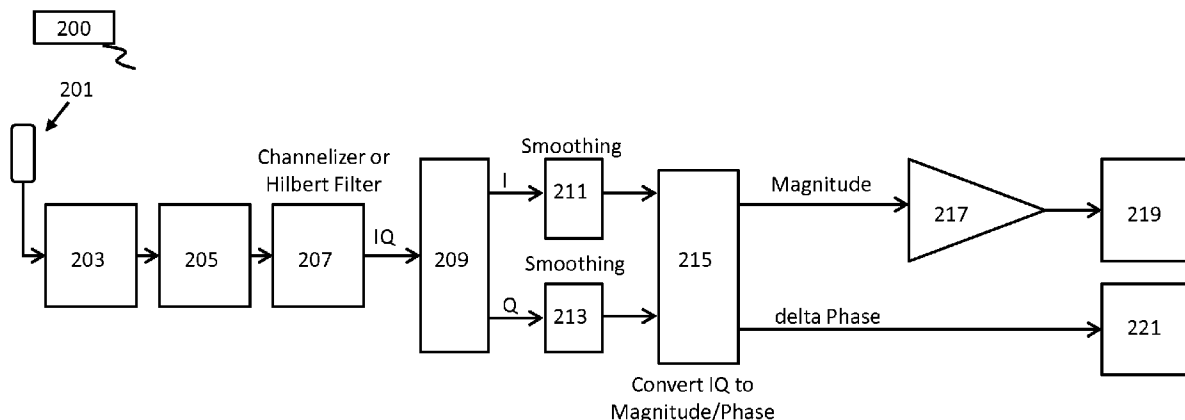 200
201
Channelizer or
Hilbert Filter
203
205
207
IQ
209
I
Q
Smoothing
211
Smoothing
213
215
Convert IQ to
Magnitude/Phase
Magnitude
217
219
delta Phase
221